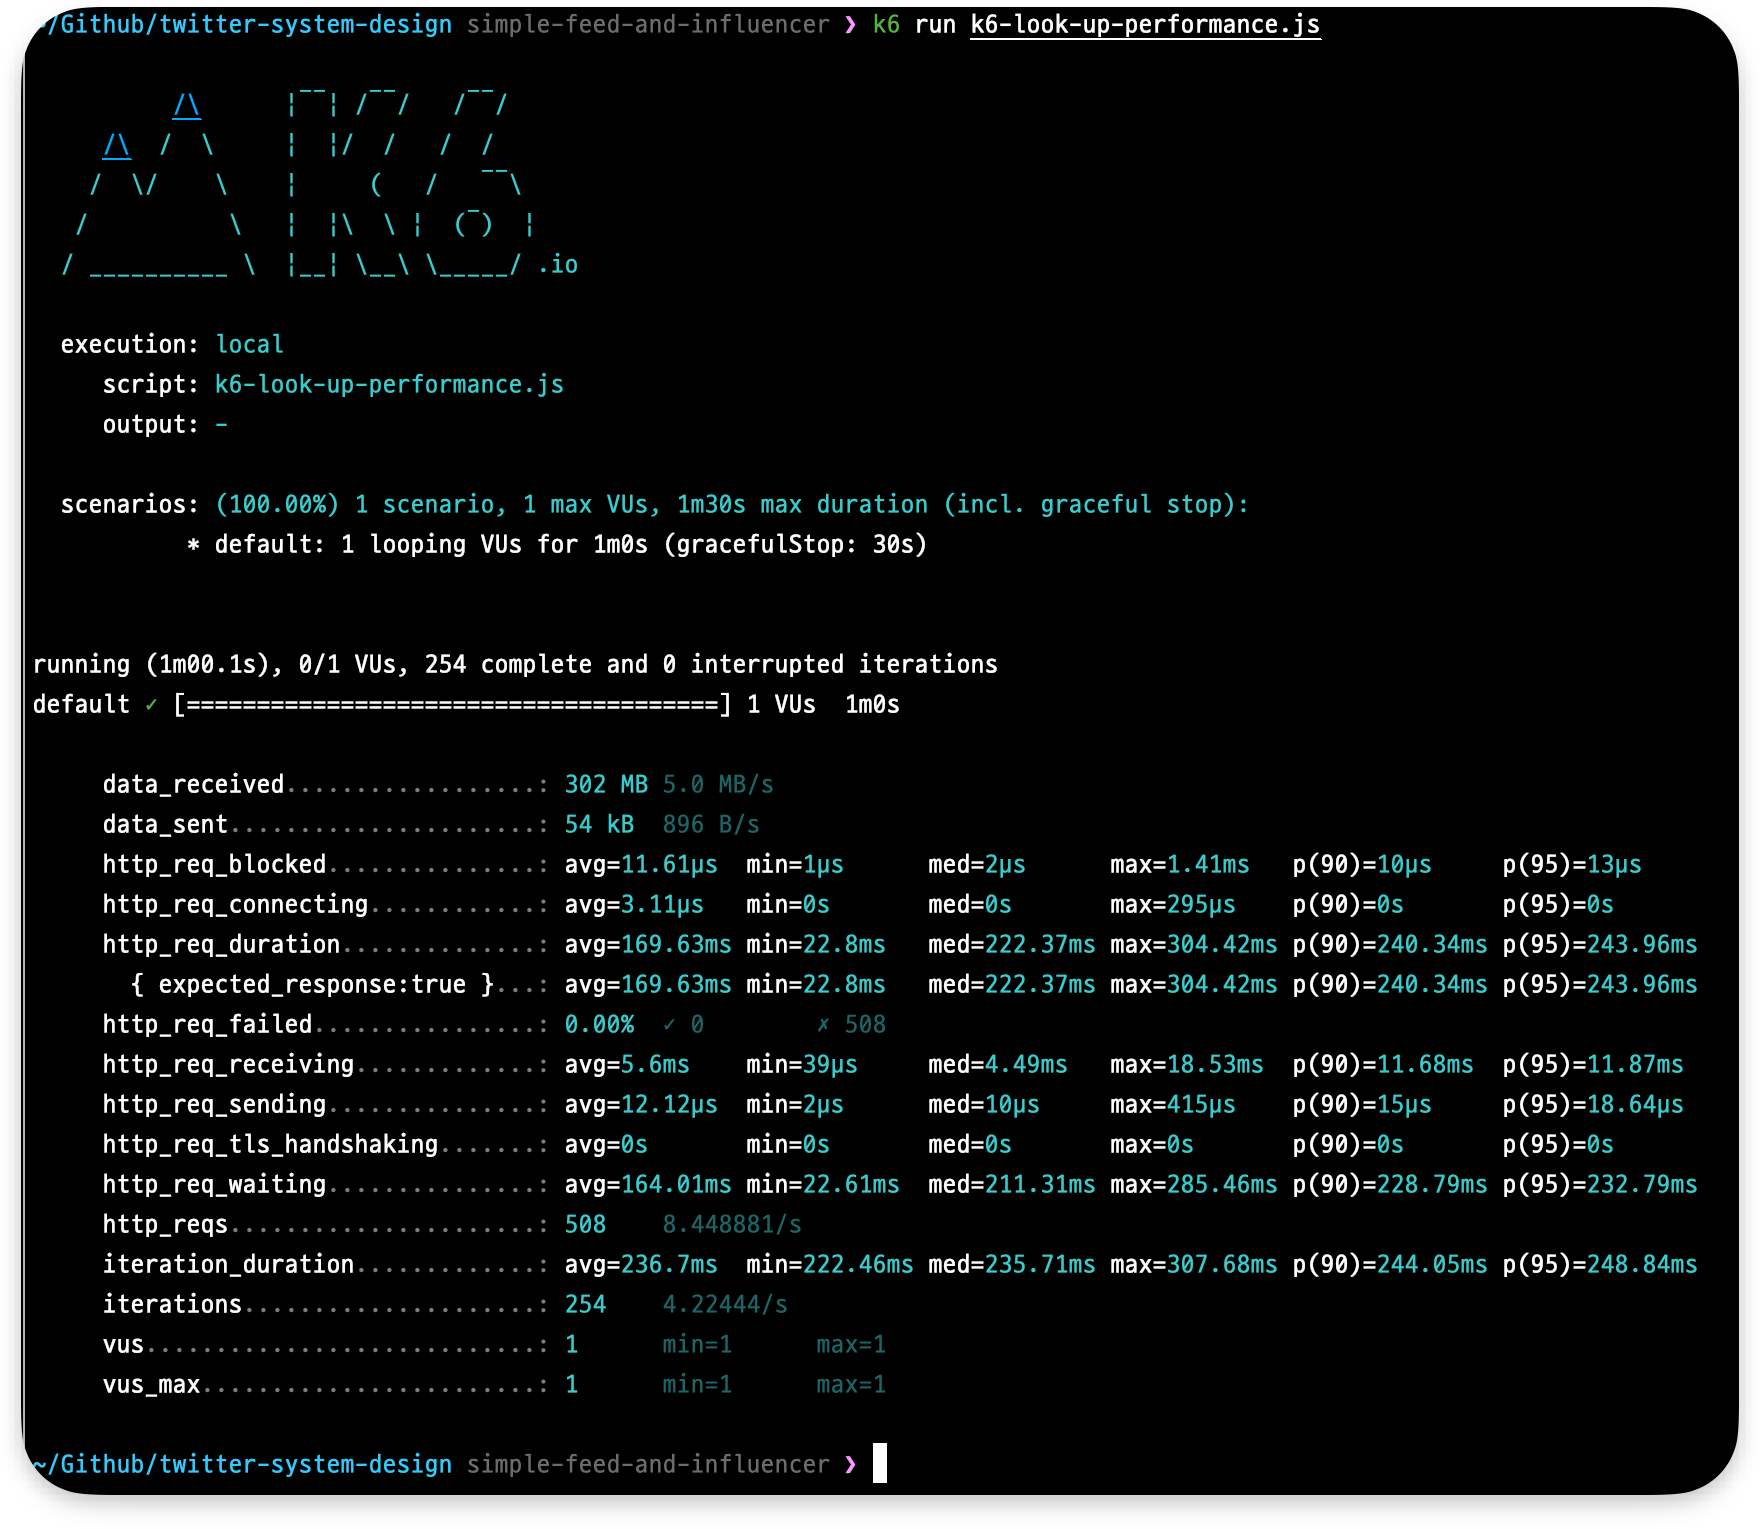 ~/Github/twitter-system-design simple-feed-and-influencer ❯ k6 run k6-look-up-performance.js
.io
execution: local
script: k6-look-up-performance.js
output: -
scenarios: (100.00%) 1 scenario, 1 max VUs, 1m30s max duration (incl. graceful stop):
* default: 1 looping VUs for 1m0s (gracefulStop: 30s)
running (1m00.1s), 0/1 VUs, 254 complete and 0 interrupted iterations
default ✓ [======================================] 1 VUs  1m0s
data_received..................: 302 MB 5.0 MB/s
data_sent......................: 54 kB  896 B/s
http_req_blocked...............: avg=11.61µs  min=1µs      med=2µs      max=1.41ms   p(90)=10µs     p(95)=13µs
http_req_connecting............: avg=3.11µs   min=0s       med=0s       max=295µs    p(90)=0s       p(95)=0s
http_req_duration..............: avg=169.63ms min=22.8ms   med=222.37ms max=304.42ms p(90)=240.34ms p(95)=243.96ms
{ expected_response:true }...: avg=169.63ms min=22.8ms   med=222.37ms max=304.42ms p(90)=240.34ms p(95)=243.96ms
http_req_failed................: 0.00%  ✓ 0          ✗ 508
http_req_receiving.............: avg=5.6ms    min=39µs     med=4.49ms   max=18.53ms  p(90)=11.68ms  p(95)=11.87ms
http_req_sending...............: avg=12.12µs  min=2µs      med=10µs     max=415µs    p(90)=15µs     p(95)=18.64µs
http_req_tls_handshaking.......: avg=0s       min=0s       med=0s       max=0s       p(90)=0s       p(95)=0s
http_req_waiting...............: avg=164.01ms min=22.61ms  med=211.31ms max=285.46ms p(90)=228.79ms p(95)=232.79ms
http_reqs......................: 508    8.448881/s
iteration_duration.............: avg=236.7ms  min=222.46ms med=235.71ms max=307.68ms p(90)=244.05ms p(95)=248.84ms
iterations.....................: 254    4.22444/s
vus............................: 1      min=1      max=1
vus_max........................: 1      min=1      max=1
~/Github/twitter-system-design simple-feed-and-influencer ❯